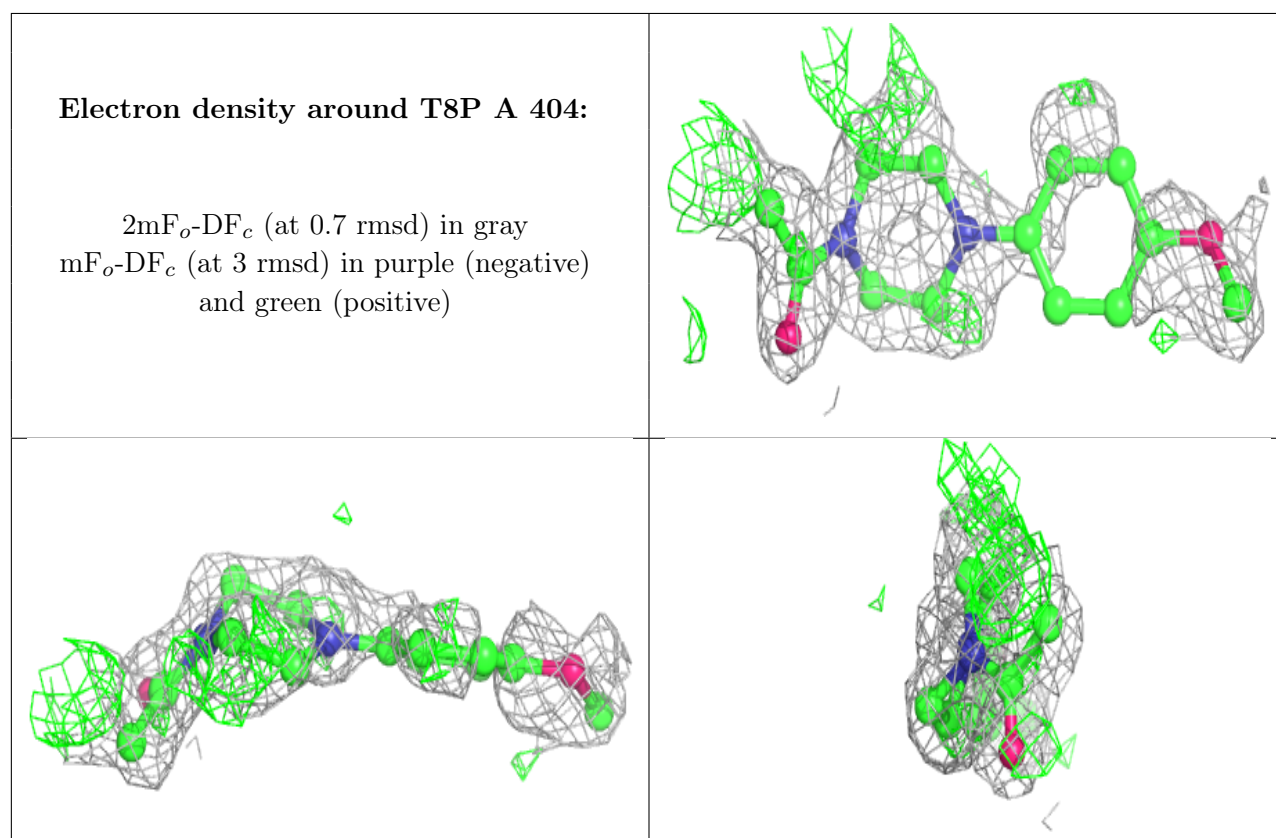 Electron density around T8P A 404:
2mFo-DFc (at 0.7 rmsd) in gray
mFo-DFc (at 3 rmsd) in purple (negative)
and green (positive)